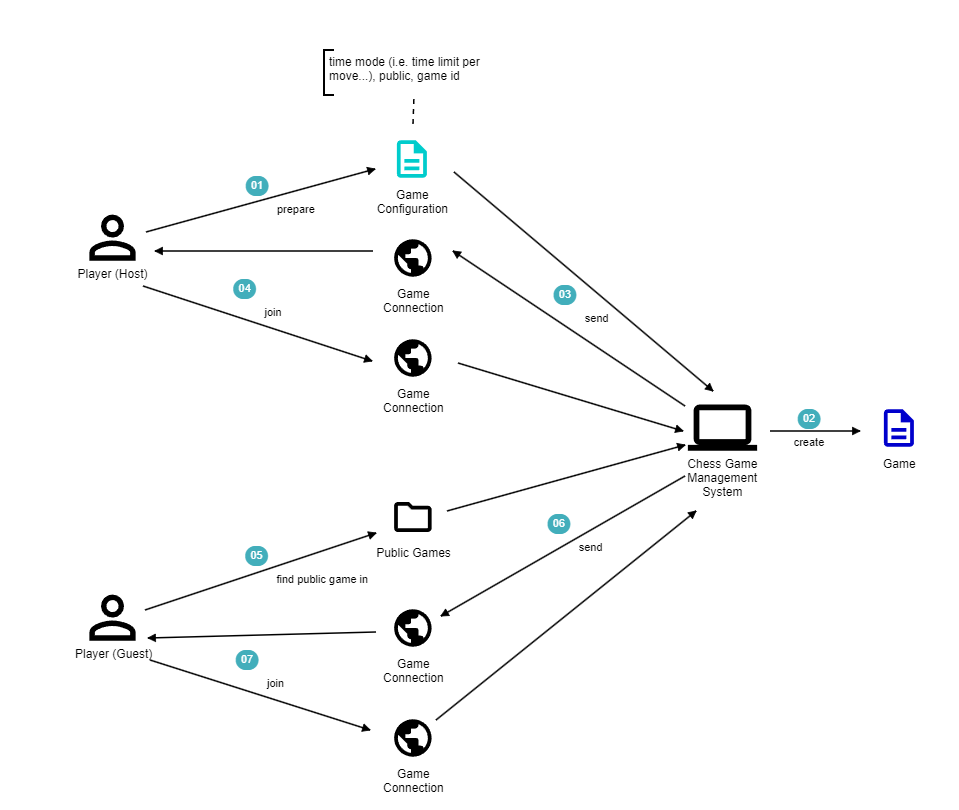 time mode (i.e. time limit per
move...), public, game id
01
prepare
Game
Configuration
Player (Host)
04
join
Game
Connection
03
send
Game
Connection
02
create
Chess Game
Management
System
Game
05
find public game in
Public Games
06
send
Player (Guest)
07
join
Game
Connection
Game
Connection